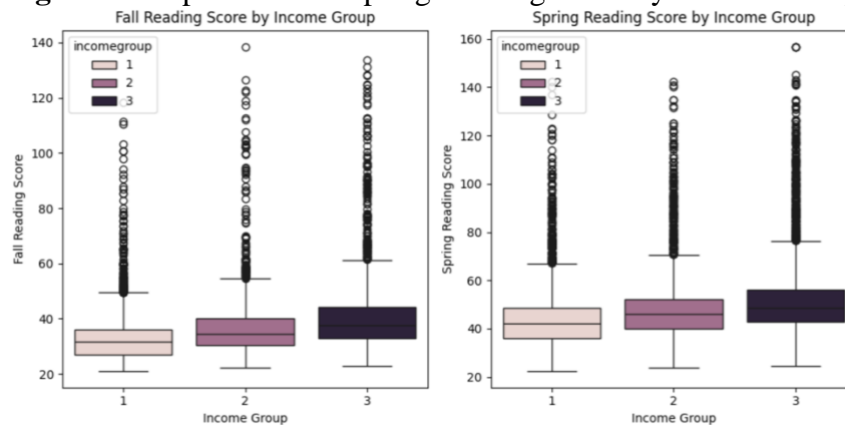 Fall Reading Score by Income Group
incomegroup
1
2
3
Fall Reading Score
140
120
100
80
60
40
20
1 2 3
Income Group
Spring Reading Score by Income Group
incomegroup
1
2
3
Spring Reading Score
160
140
120
100
80
60
40
20
1 2 3
Income Group